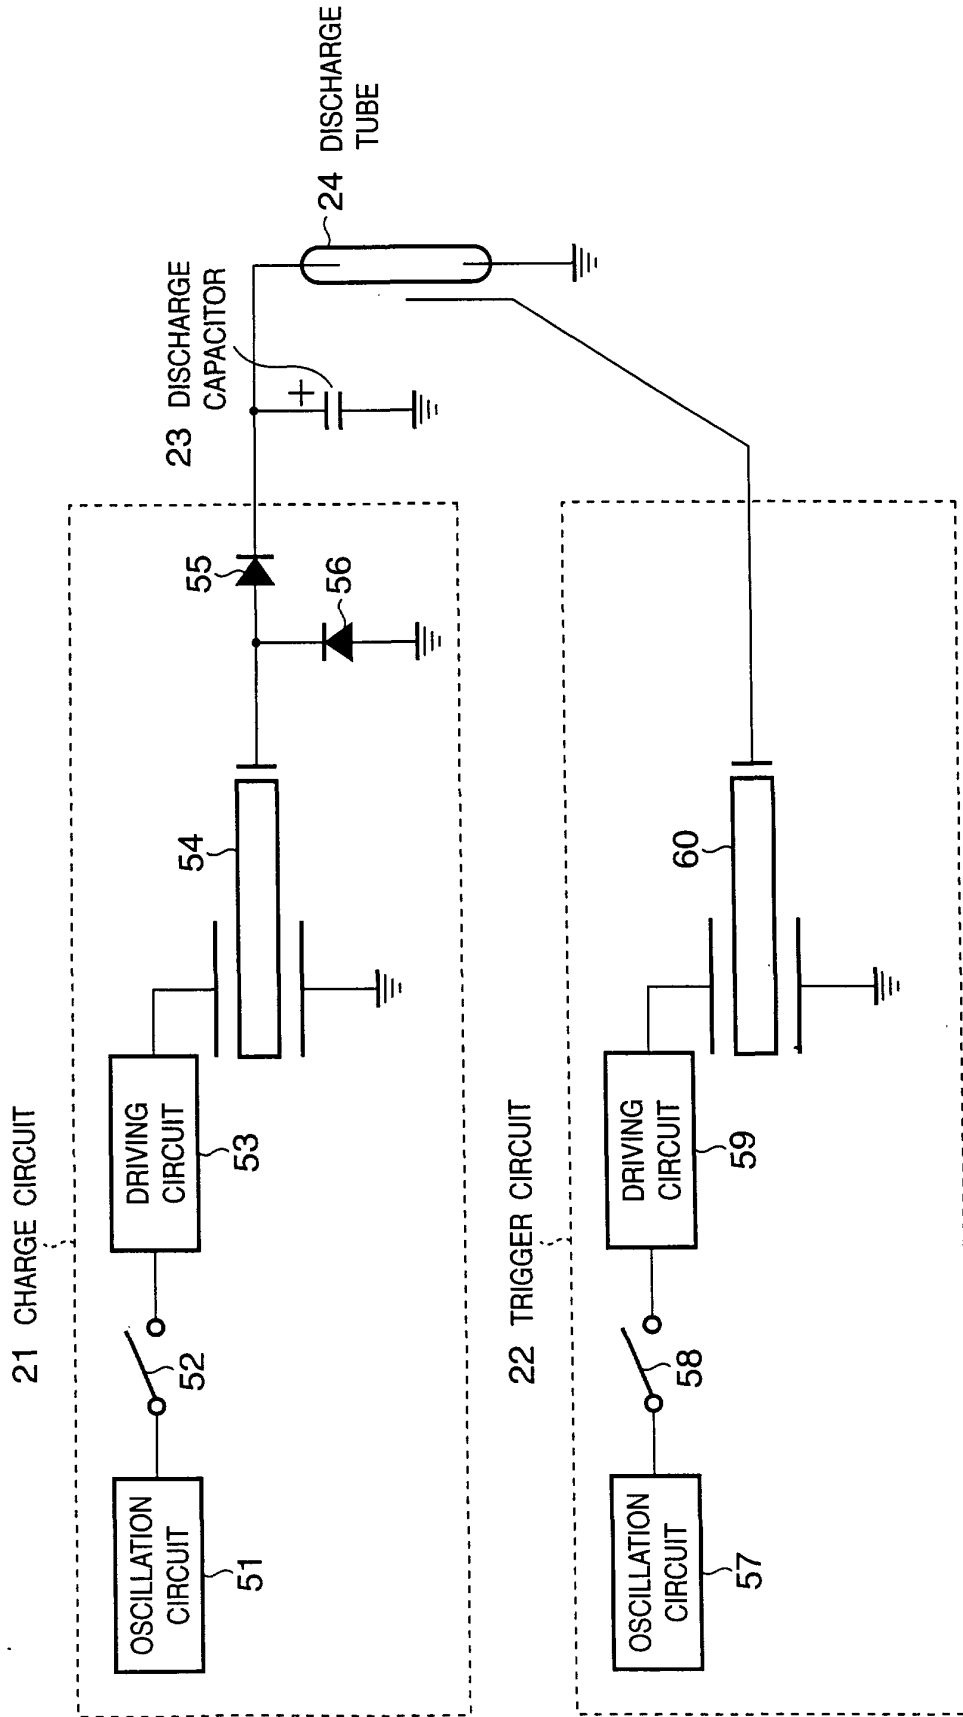 21 CHARGE CIRCUIT
OSCILLATION
CIRCUIT
51
52
DRIVING
CIRCUIT
53
54
55
56
23 DISCHARGE
CAPACITOR
+
24 DISCHARGE
TUBE
22 TRIGGER CIRCUIT
OSCILLATION
CIRCUIT
57
58
DRIVING
CIRCUIT
59
60